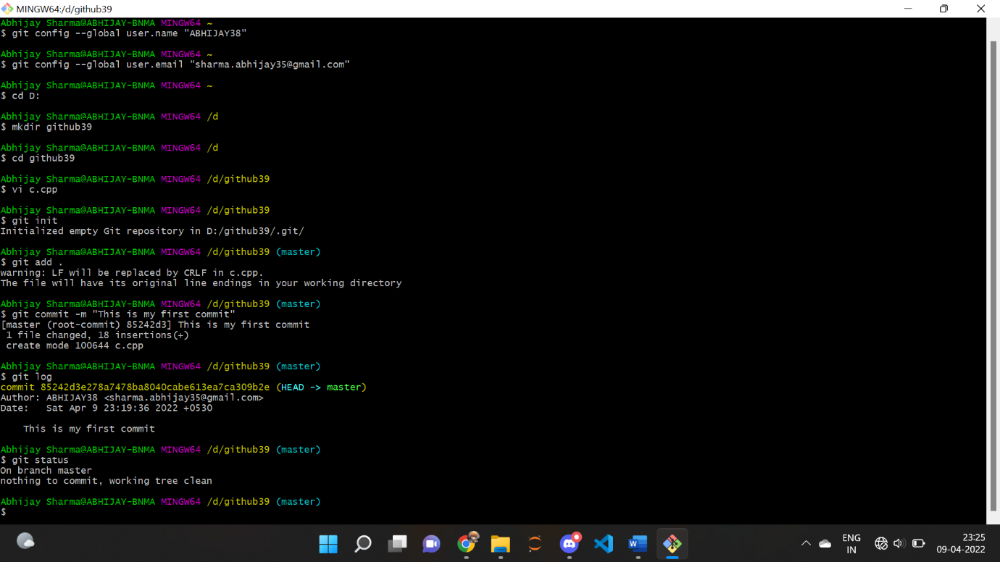 MINGW64:/d/github39
Abhijay Sharma@ABHIJAY-BNMA MINGW64 ~
$ git config --global user.name "ABHIJAY38"
Abhijay Sharma@ABHIJAY-BNMA MINGW64 ~
$ git config --global user.email "sharma.abhijay35@gmail.com"
Abhijay Sharma@ABHIJAY-BNMA MINGW64 ~
$ cd D:
Abhijay Sharma@ABHIJAY-BNMA MINGW64 /d
$ mkdir github39
Abhijay Sharma@ABHIJAY-BNMA MINGW64 /d
$ cd github39
Abhijay Sharma@ABHIJAY-BNMA MINGW64 /d/github39
$ vi c.cpp
Abhijay Sharma@ABHIJAY-BNMA MINGW64 /d/github39
$ git init
Initialized empty Git repository in D:/github39/.git/
Abhijay Sharma@ABHIJAY-BNMA MINGW64 /d/github39 (master)
$ git add .
warning: LF will be replaced by CRLF in c.cpp.
The file will have its original line endings in your working directory
Abhijay Sharma@ABHIJAY-BNMA MINGW64 /d/github39 (master)
$ git commit -m "This is my first commit"
[master (root-commit) 85242d3] This is my first commit
1 file changed, 18 insertions(+)
create mode 100644 c.cpp
Abhijay Sharma@ABHIJAY-BNMA MINGW64 /d/github39 (master)
$ git log
commit 85242d3e278a7478ba8040cabe613ea7ca309b2e (HEAD -> master)
Author: ABHIJAY38 <sharma.abhijay35@gmail.com>
Date:   Sat Apr 9 23:19:36 2022 +0530
This is my first commit
Abhijay Sharma@ABHIJAY-BNMA MINGW64 /d/github39 (master)
$ git status
On branch master
nothing to commit, working tree clean
Abhijay Sharma@ABHIJAY-BNMA MINGW64 /d/github39 (master)
$
ENG
IN
23:25
09-04-2022